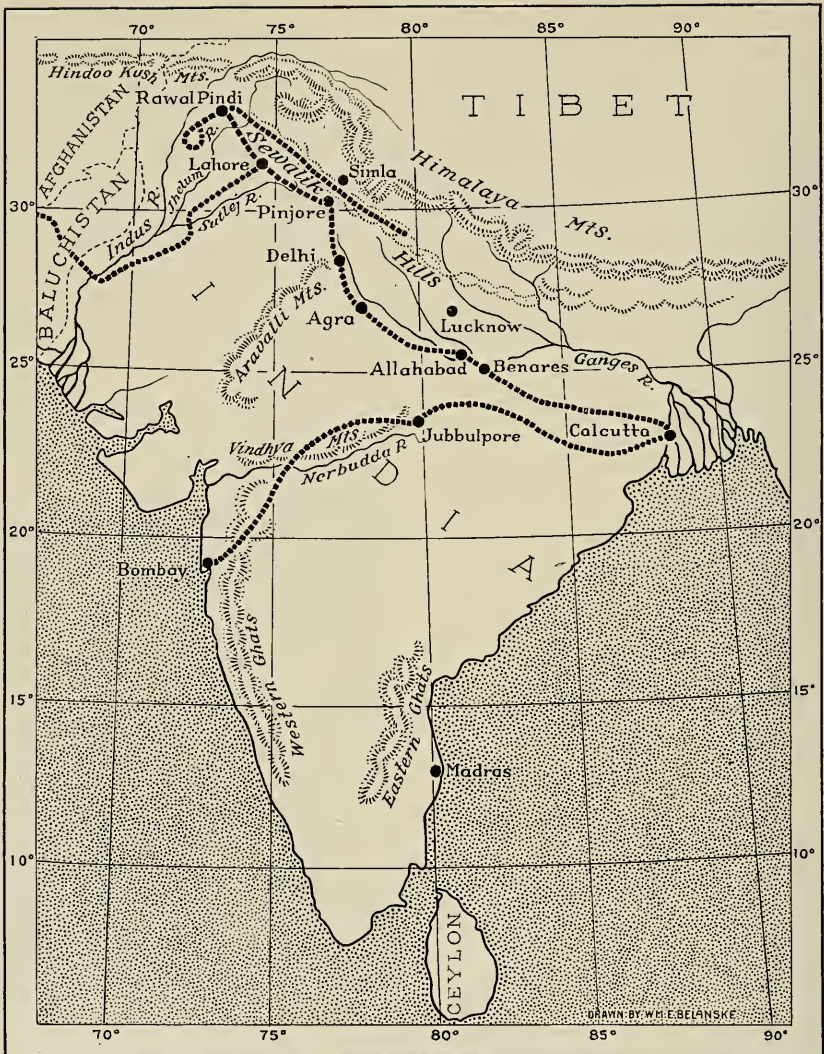 70°
75°
80°
85°
90°
Hindoo Kush Mts.
AFGHANISTAN
BALUCHISTAN
TIBET
Rawal Pindi
R.
Sewalik
Lahore
Jhelum
Simla
Himalaya
Mts.
30°
30°
Indus R.
Sutlej R.
Pinjore
Delhi
Hills
Aravalli Mts.
Agra
Lucknow
25°
25°
Allahabad
Benares
Ganges R.
INDIA
Vindhya Mts.
Jubbulpore
Calcutta
Nerbudda R
20°
20°
Bombay
Western Ghats
Eastern Ghats
15°
15°
Madras
10°
10°
CEYLON
DRAWN BY WM. E. BELANSKE
70°
75°
80°
85°
90°